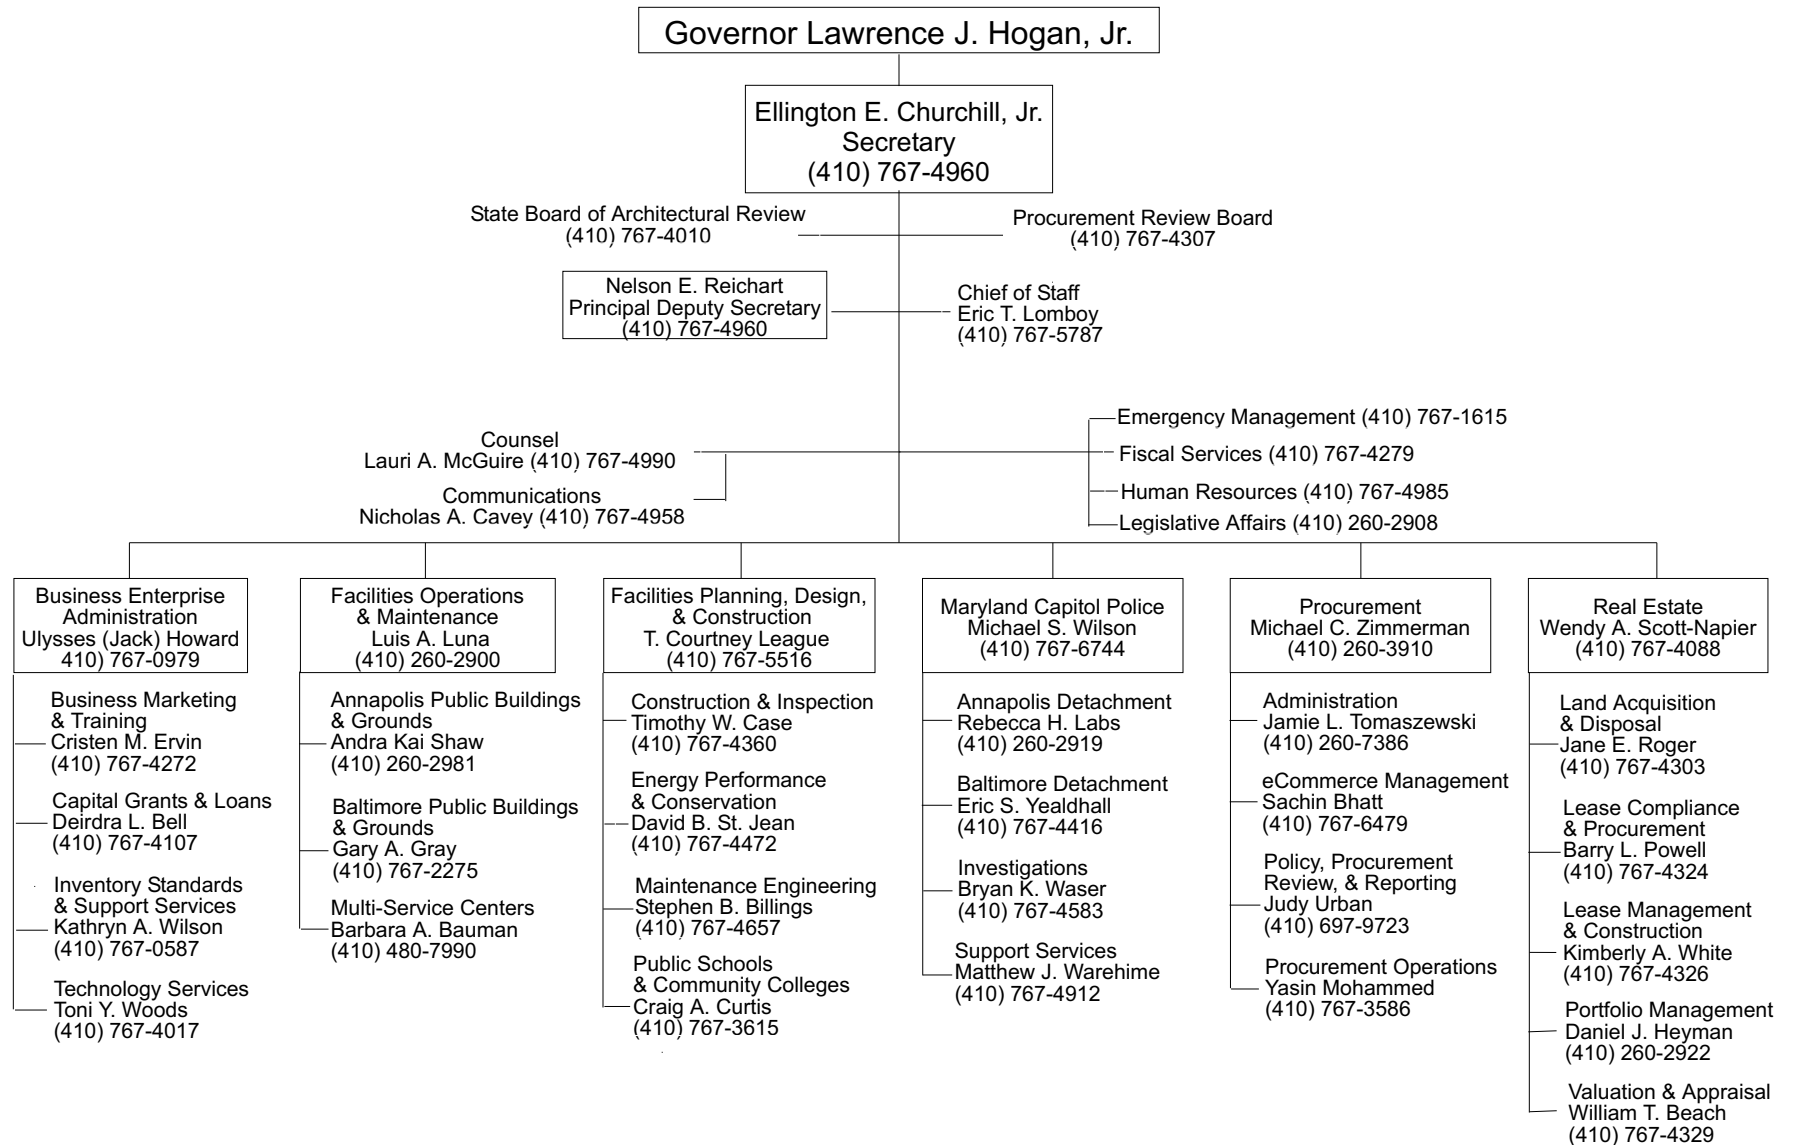 Governor Lawrence J. Hogan, Jr.
Ellington E. Churchill, Jr.
Secretary
(410) 767-4960
State Board of Architectural Review
(410) 767-4010
Procurement Review Board
(410) 767-4307
Nelson E. Reichart
Principal Deputy Secretary
(410) 767-4960
Chief of Staff
Eric T. Lomboy
(410) 767-5787
Counsel
Lauri A. McGuire (410) 767-4990
Communications
Nicholas A. Cavey (410) 767-4958
Emergency Management (410) 767-1615
Fiscal Services (410) 767-4279
Human Resources (410) 767-4985
Legislative Affairs (410) 260-2908
Business Enterprise
Administration
Ulysses (Jack) Howard
410) 767-0979
Business Marketing
& Training
Cristen M. Ervin
(410) 767-4272
Capital Grants & Loans
Deirdra L. Bell
(410) 767-4107
Inventory Standards
& Support Services
Kathryn A. Wilson
(410) 767-0587
Technology Services
Toni Y. Woods
(410) 767-4017
Facilities Operations
& Maintenance
Luis A. Luna
(410) 260-2900
Annapolis Public Buildings
& Grounds
Andra Kai Shaw
(410) 260-2981
Baltimore Public Buildings
& Grounds
Gary A. Gray
(410) 767-2275
Multi-Service Centers
Barbara A. Bauman
(410) 480-7990
Facilities Planning, Design,
& Construction
T. Courtney League
(410) 767-5516
Construction & Inspection
Timothy W. Case
(410) 767-4360
Energy Performance
& Conservation
David B. St. Jean
(410) 767-4472
Maintenance Engineering
Stephen B. Billings
(410) 767-4657
Public Schools
& Community Colleges
Craig A. Curtis
(410) 767-3615
Maryland Capitol Police
Michael S. Wilson
(410) 767-6744
Annapolis Detachment
Rebecca H. Labs
(410) 260-2919
Baltimore Detachment
Eric S. Yealdhall
(410) 767-4416
Investigations
Bryan K. Waser
(410) 767-4583
Support Services
Matthew J. Warehime
(410) 767-4912
Procurement
Michael C. Zimmerman
(410) 260-3910
Administration
Jamie L. Tomaszewski
(410) 260-7386
eCommerce Management
Sachin Bhatt
(410) 767-6479
Policy, Procurement
Review, & Reporting
Judy Urban
(410) 697-9723
Procurement Operations
Yasin Mohammed
(410) 767-3586
Real Estate
Wendy A. Scott-Napier
(410) 767-4088
Land Acquisition
& Disposal
Jane E. Roger
(410) 767-4303
Lease Compliance
& Procurement
Barry L. Powell
(410) 767-4324
Lease Management
& Construction
Kimberly A. White
(410) 767-4326
Portfolio Management
Daniel J. Heyman
(410) 260-2922
Valuation & Appraisal
William T. Beach
(410) 767-4329